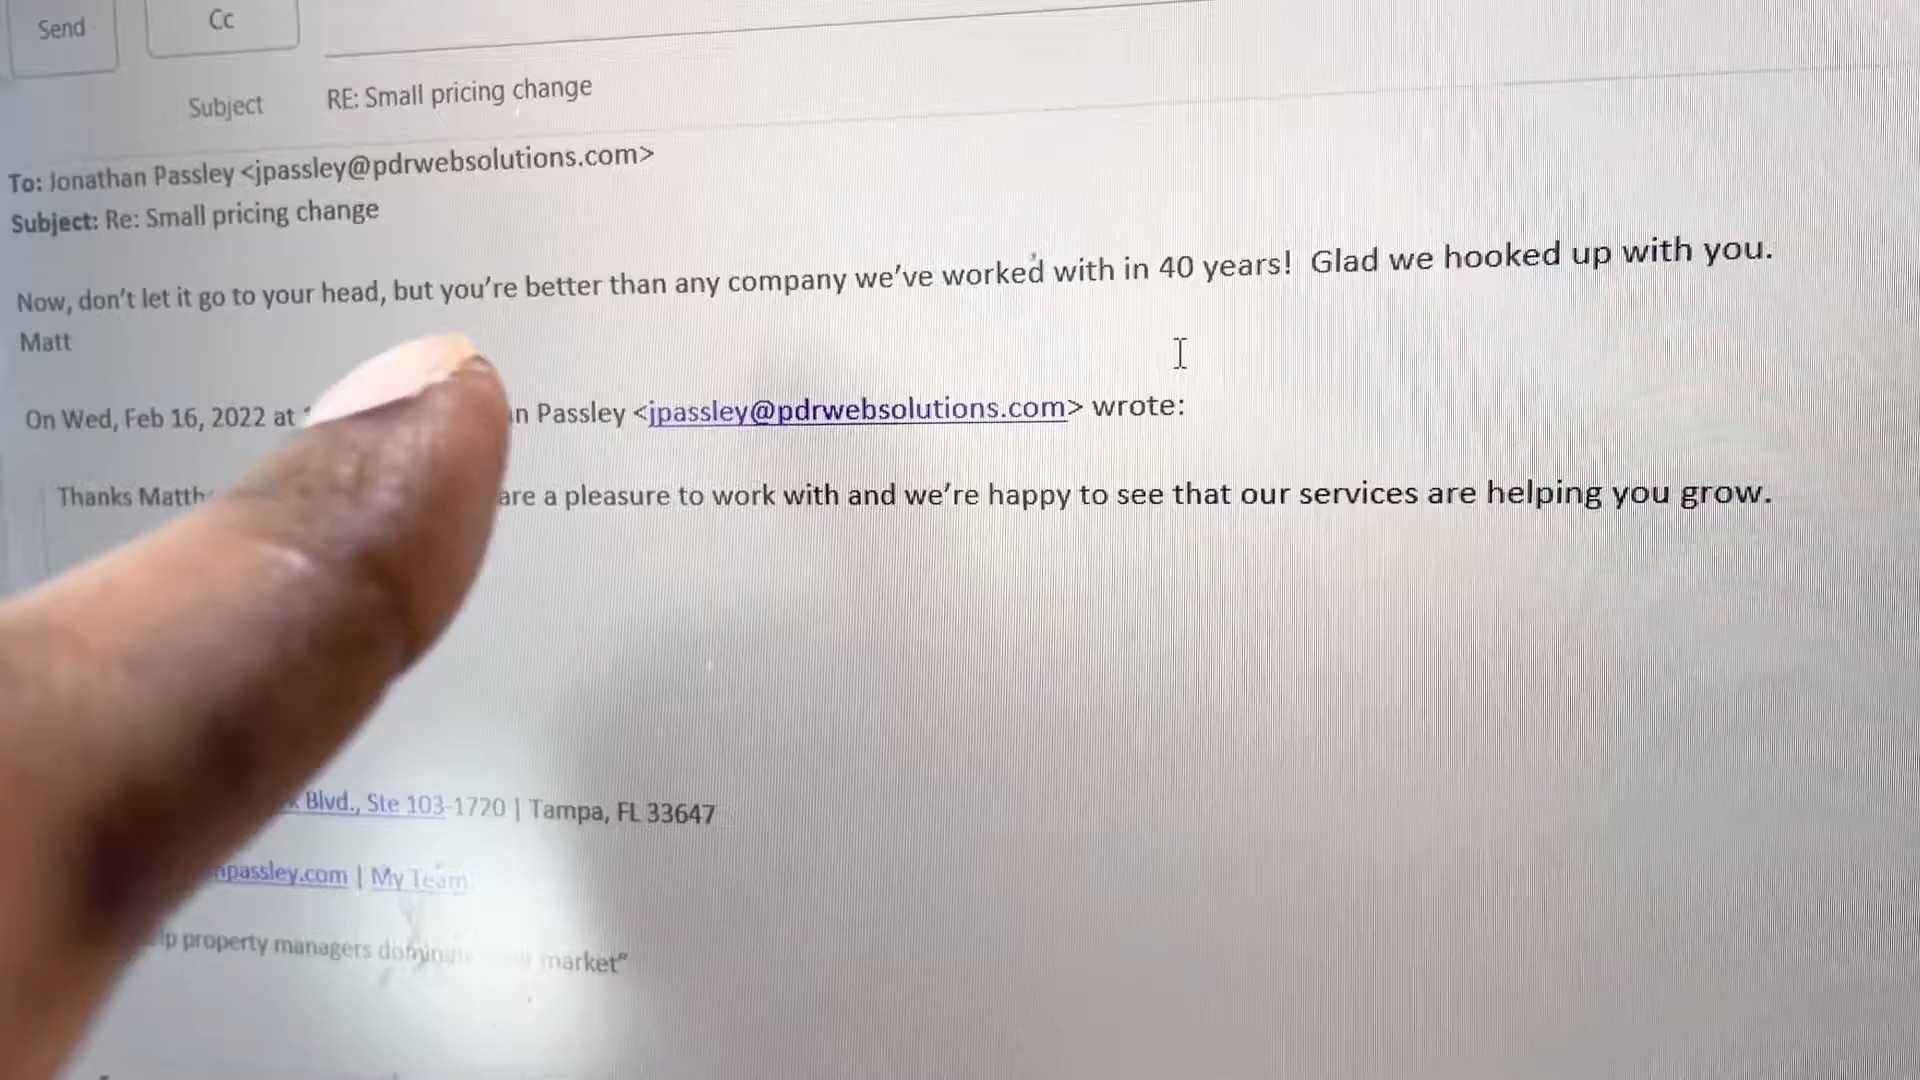 Send
Cc
Subject RE: Small pricing change
To: Jonathan Passley <jpassley@pdrwebsolutions.com>
Subject: Re: Small pricing change
Now, don't let it go to your head, but you're better than any company we've worked with in 40 years! Glad we hooked up with you.
Matt
On Wed, Feb 16, 2022 at Passley <jpassley@pdrwebsolutions.com> wrote:
Thanks are a pleasure to work with and we're happy to see that our services are helping you grow.
Blvd., Ste 103-1720 | Tampa, FL 33647
| My Team
property managers market"